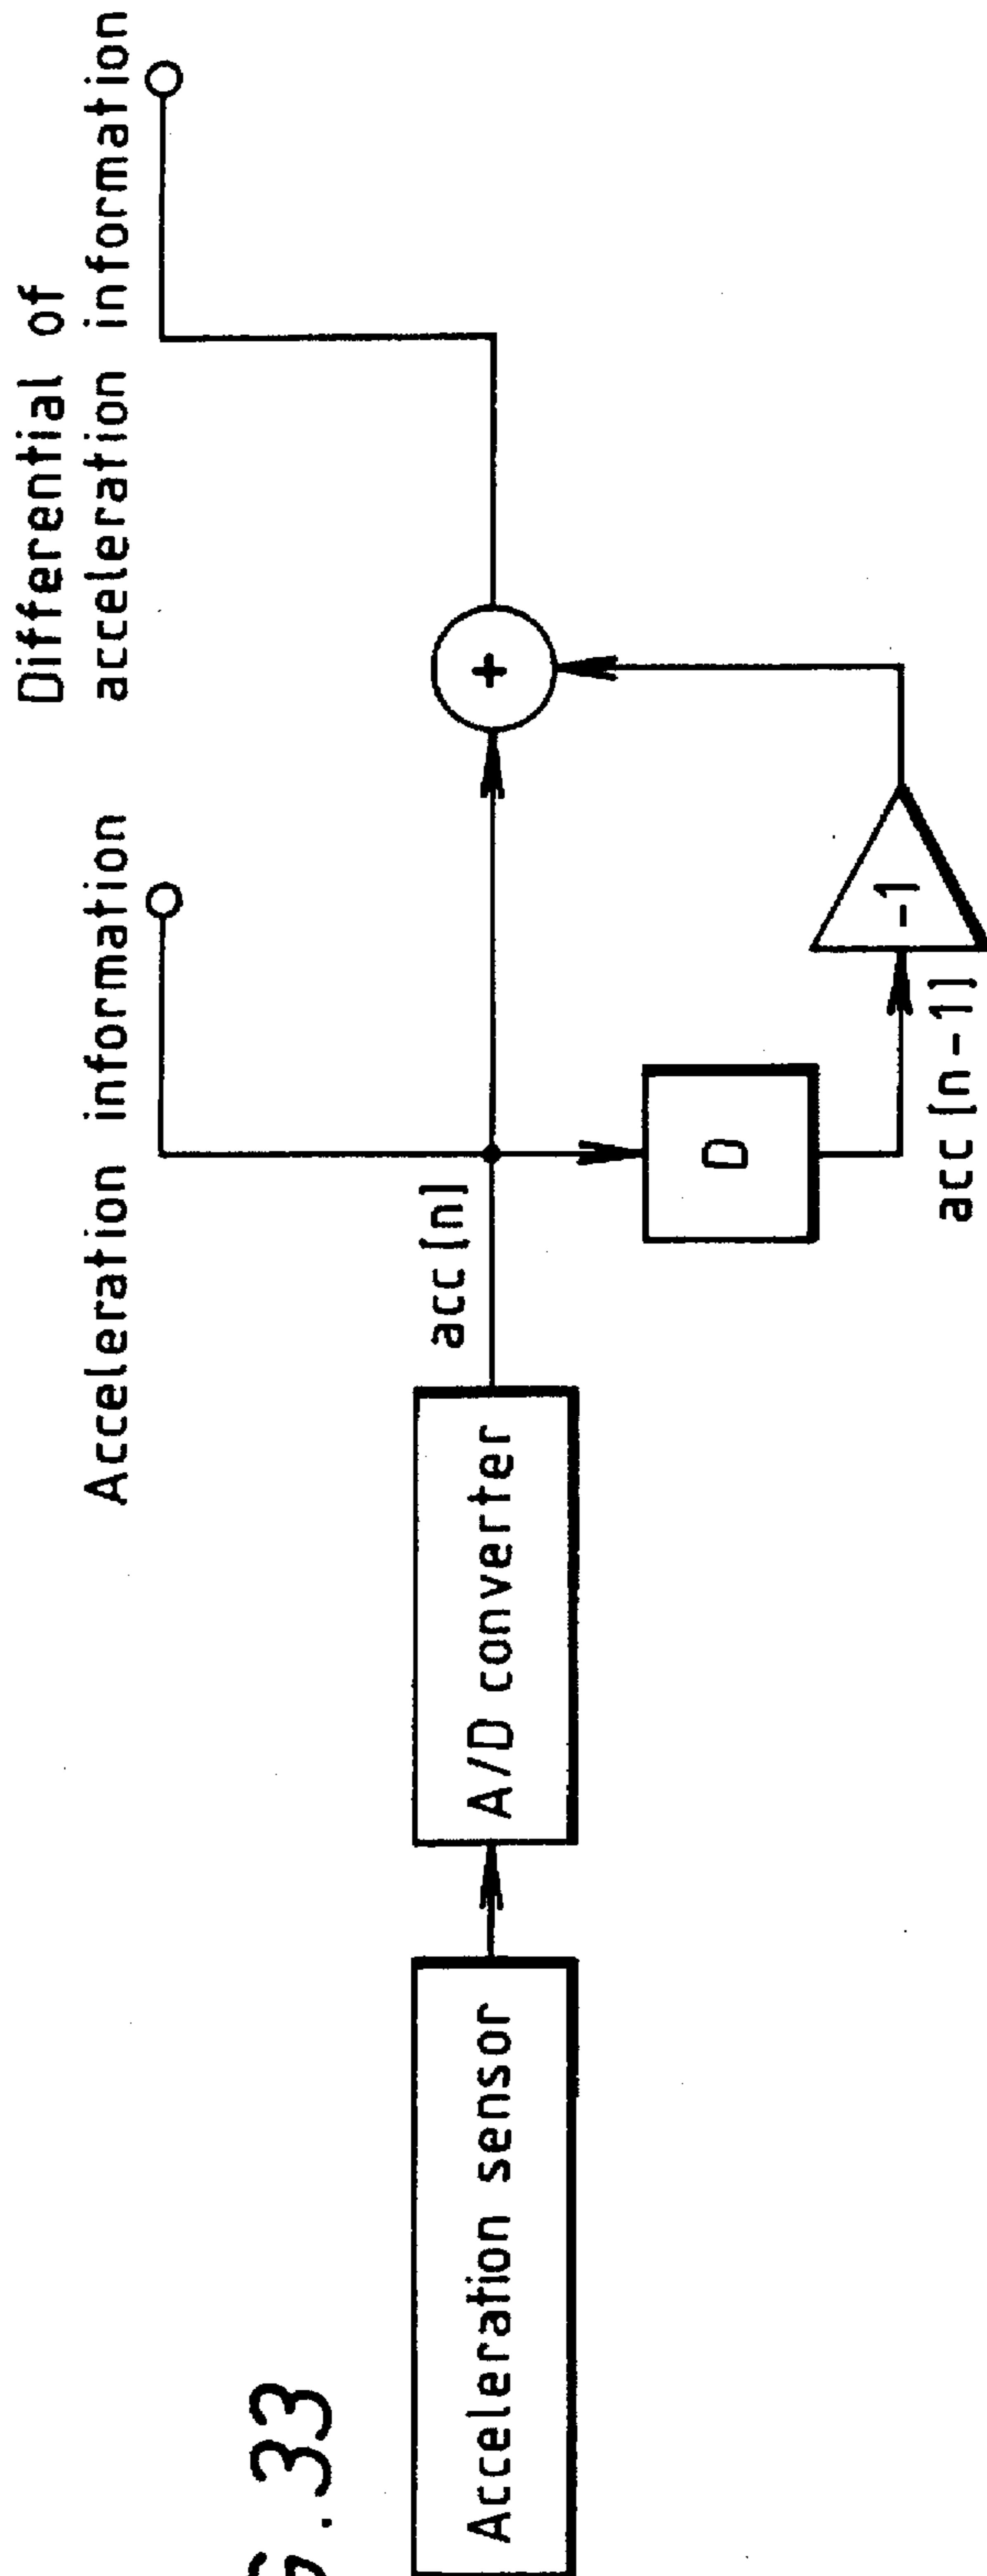 G.33
Acceleration sensor
A/D converter
acc [n]
Acceleration information
Differential of
acceleration information
D
acc [n-1]
-1
+